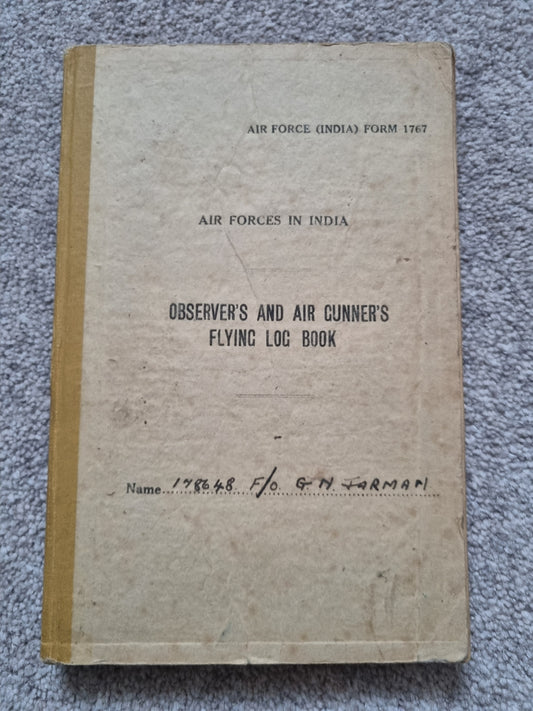 AIR FORCE (INDIA) FORM 1767
AIR FORCES IN INDIA
OBSERVER'S AND AIR GUNNER'S
FLYING LOG BOOK
Name 178648 F/O G N JARMAN